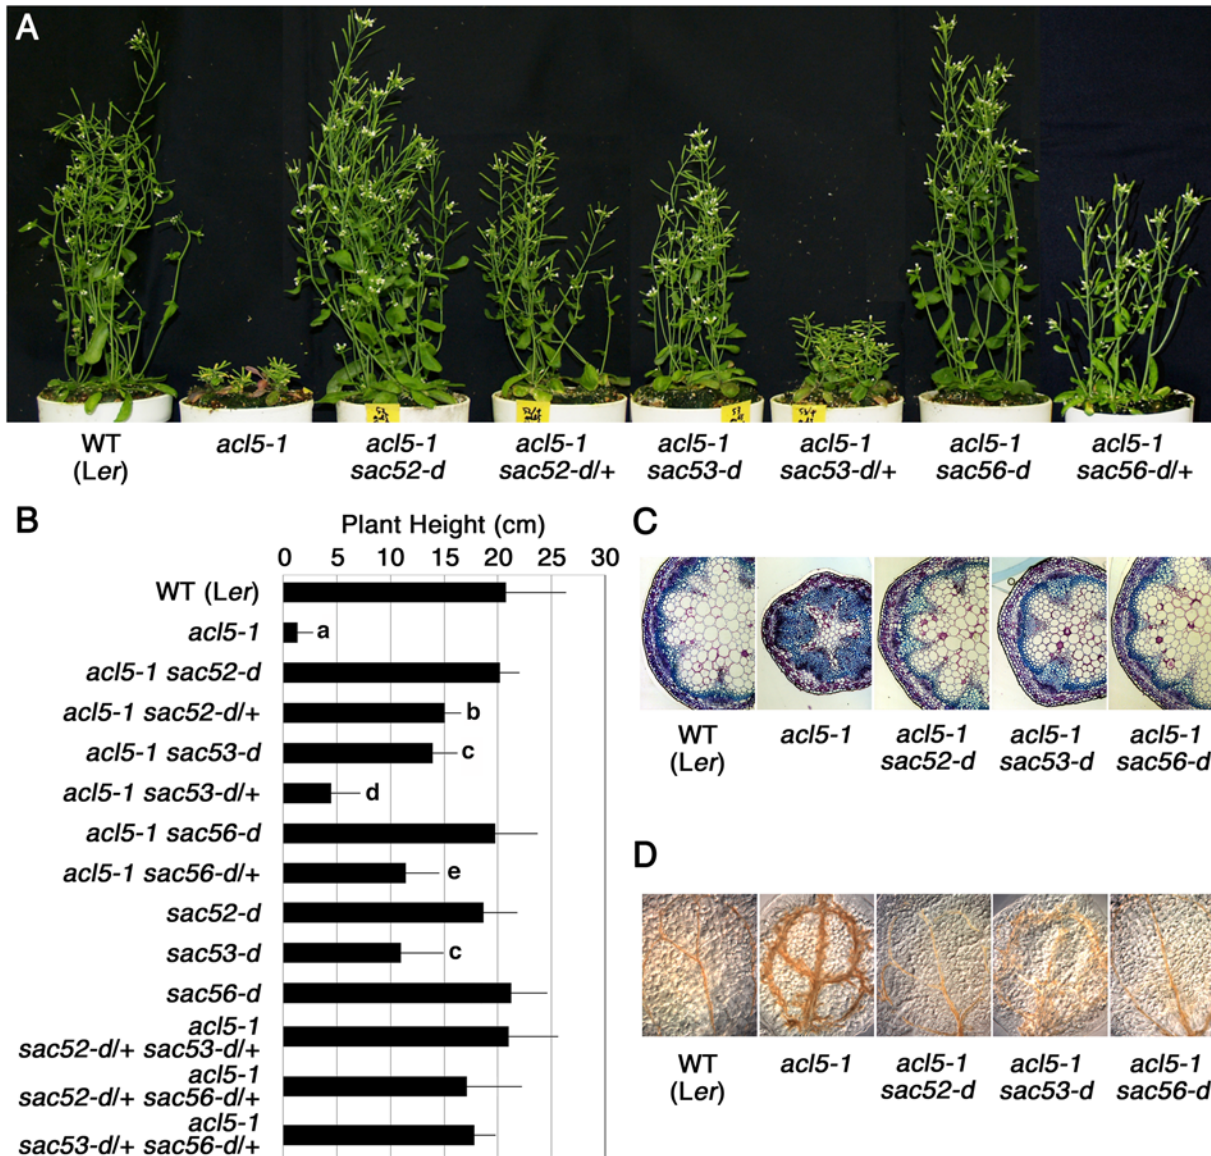 A
WT
(Ler)
acl5-1
acl5-1
sac52-d
acl5-1
sac52-d/+
acl5-1
sac53-d
acl5-1
sac53-d/+
acl5-1
sac56-d
acl5-1
sac56-d/+
B
Plant Height (cm)
0 5 10 15 20 25 30
WT (Ler)
acl5-1 a
acl5-1 sac52-d
acl5-1 sac52-d/+ b
acl5-1 sac53-d c
acl5-1 sac53-d/+ d
acl5-1 sac56-d
acl5-1 sac56-d/+ e
sac52-d
sac53-d c
sac56-d
acl5-1
sac52-d/+ sac53-d/+
acl5-1
sac52-d/+ sac56-d/+
acl5-1
sac53-d/+ sac56-d/+
C
WT
(Ler)
acl5-1
acl5-1
sac52-d
acl5-1
sac53-d
acl5-1
sac56-d
D
WT
(Ler)
acl5-1
acl5-1
sac52-d
acl5-1
sac53-d
acl5-1
sac56-d